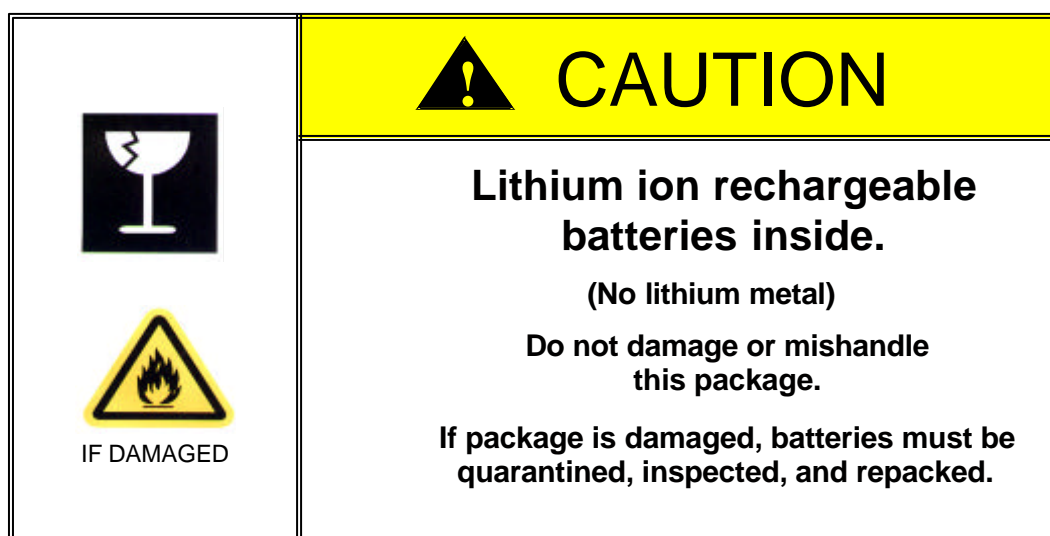 CAUTION
Lithium ion rechargeable
batteries inside.
(No lithium metal)
Do not damage or mishandle
this package.
If package is damaged, batteries must be
quarantined, inspected, and repacked.
IF DAMAGED